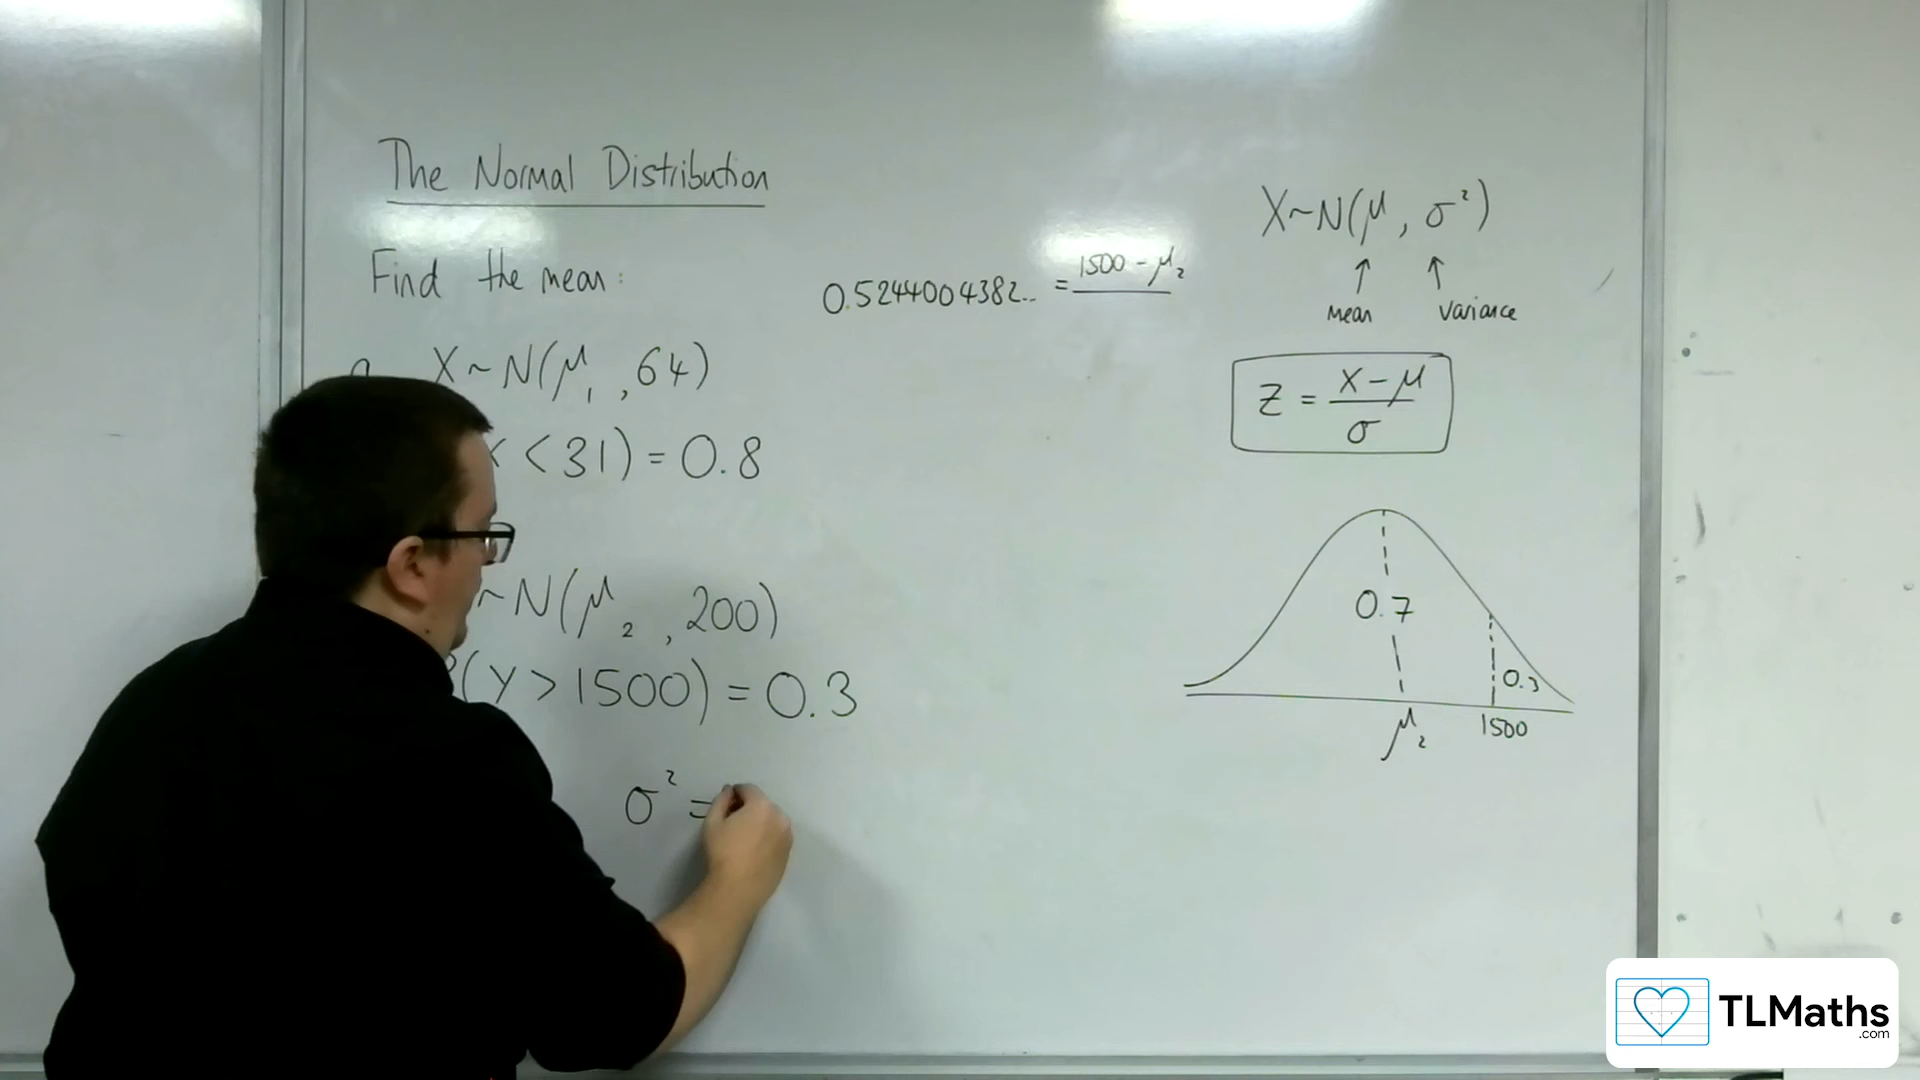 The Normal Distribution
Find the mean:
X~N(μ₁, 64)
< 31) = 0.8
~N(μ₂, 200)
(Y > 1500) = 0.3
σ² =
0.5244004382.. = (1500 - μ₂)/
X~N(μ, σ²)
↑ ↑
mean variance
Z = (X - μ)/σ
0.7
0.3
μ₂ 1500
TLMaths
.com